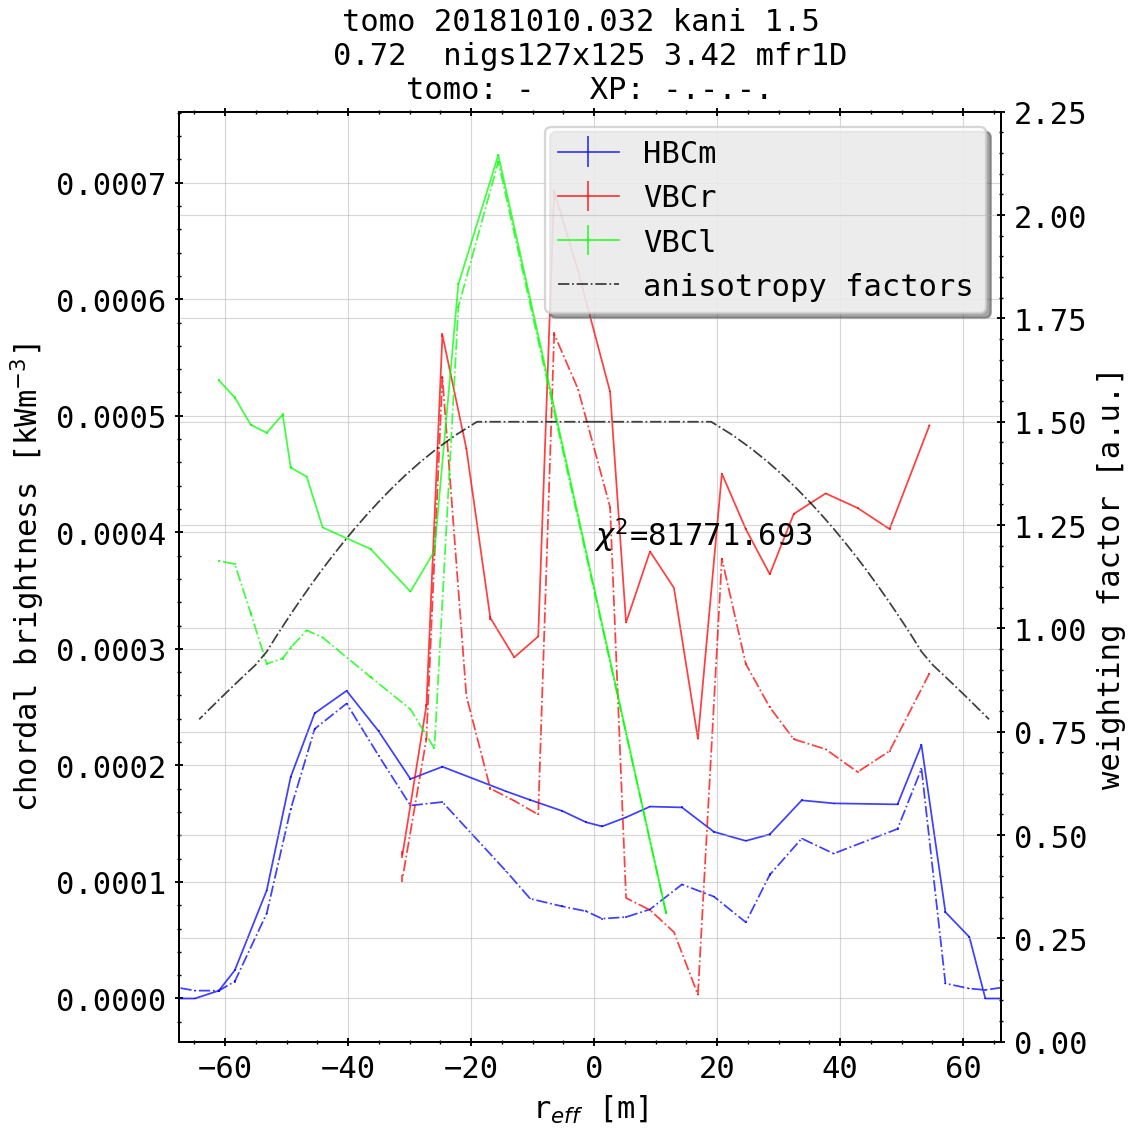 tomo 20181010.032 kani 1.5
0.72  nigs127x125 3.42 mfr1D
tomo: -   XP: -.-.-.
HBCm
VBCr
VBCl
anisotropy factors
χ²=81771.693
chordal brightness [kWm⁻³]
0.0007
0.0006
0.0005
0.0004
0.0003
0.0002
0.0001
0.0000
weighting factor [a.u.]
2.25
2.00
1.75
1.50
1.25
1.00
0.75
0.50
0.25
0.00
−60 −40 −20 0 20 40 60
r_eff [m]